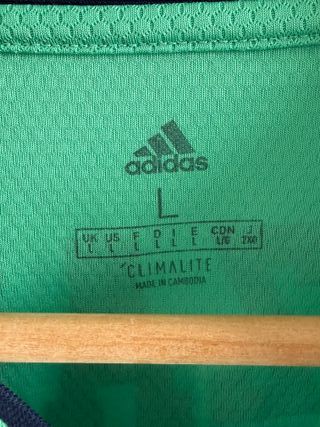 adidas
L
UK US F D I E CDN J
L L L L L L L/G 2XO
CLIMALITE
MADE IN CAMBODIA